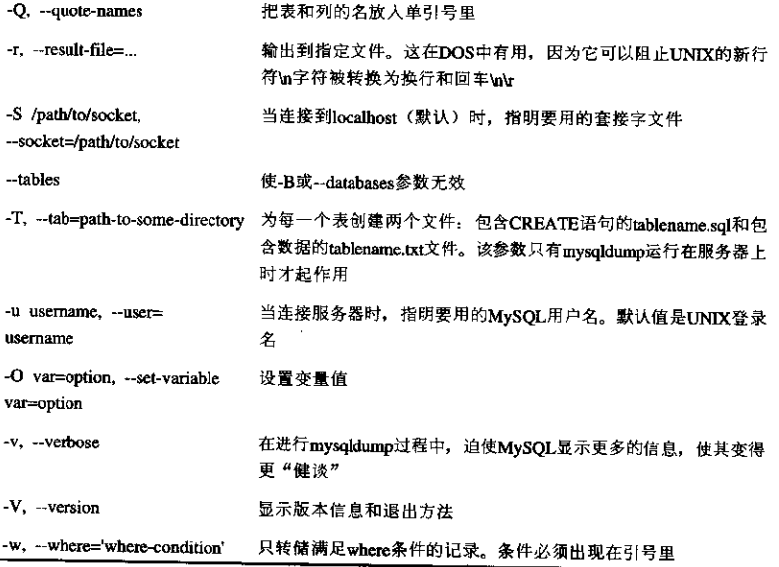 -Q, --quote-names 把表和列的名放入单引号里
-r, --result-file=... 输出到指定文件。这在DOS中有用，因为它可以阻止UNIX的新行
符\n字符被转换为换行和回车\n\r
-S /path/to/socket, 当连接到localhost（默认）时，指明要用的套接字文件
--socket=/path/to/socket
--tables 使-B或--databases参数无效
-T, --tab=path-to-some-directory 为每一个表创建两个文件：包含CREATE语句的tablename.sql和包
含数据的tablename.txt文件。该参数只有mysqldump运行在服务器上
时才起作用
-u username, --user= 当连接服务器时，指明要用的MySQL用户名。默认值是UNIX登录
username 名
-O var=option, --set-variable 设置变量值
var=option
-v, --verbose 在进行mysqldump过程中，迫使MySQL显示更多的信息，使其变得
更“健谈”
-V, --version 显示版本信息和退出方法
-w, --where='where-condition' 只转储满足where条件的记录。条件必须出现在引号里